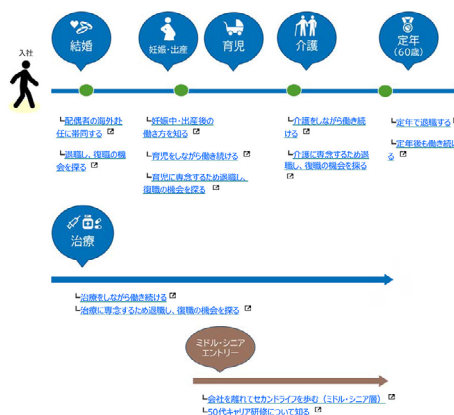 結婚
妊娠・出産
育児
介護
定年
(60歳)
入社
┗配偶者の海外赴
任に帯同する
┗退職し、復職の機
会を探る
┗妊娠中・出産後の
働き方を知る
┗育児をしながら働き続ける
┗育児に専念するため退職し、
復職の機会を探る
┗介護をしながら働き続
ける
┗介護に専念するため退
職し、復職の機会を探る
┗定年で退職する
┗定年後も働き続け
る
治療
┗治療をしながら働き続ける
┗治療に専念するため退職し、復職の機会を探る
ミドル・シニア
エントリー
┗会社を離れてセカンドライフを歩む（ミドル・シニア層）
┗50代キャリア研修について知る